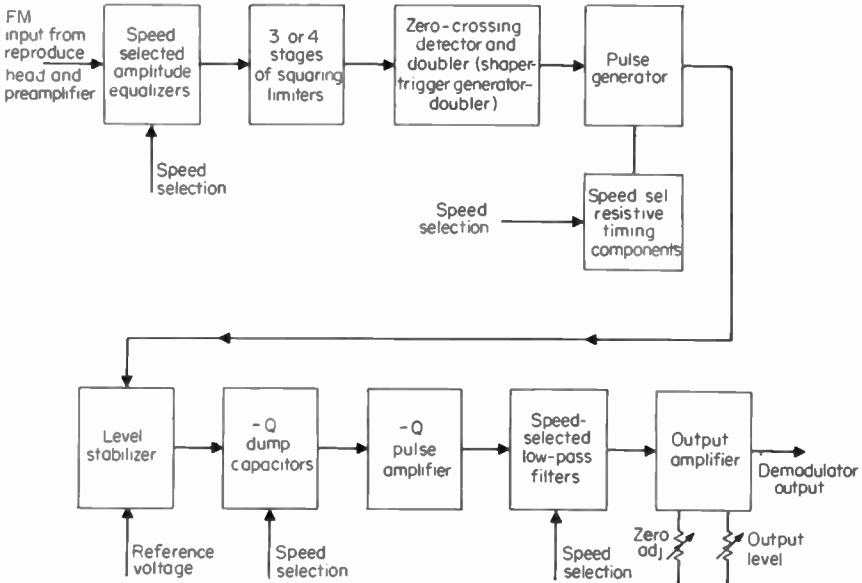 FM
input from
reproduce
head and
preamplifier
Speed
selected
amplitude
equalizers
3 or 4
stages
of squaring
limiters
Zero-crossing
detector and
doubler (shaper-
trigger generator-
doubler)
Pulse
generator
Speed
selection
Speed
selection
Speed sel
resistive
timing
components
Level
stabilizer
-Q
dump
capacitors
-Q
pulse
amplifier
Speed-
selected
low-pass
filters
Output
amplifier
Demodulator
output
Reference
voltage
Speed
selection
Speed
selection
Zero
adj
Output
level